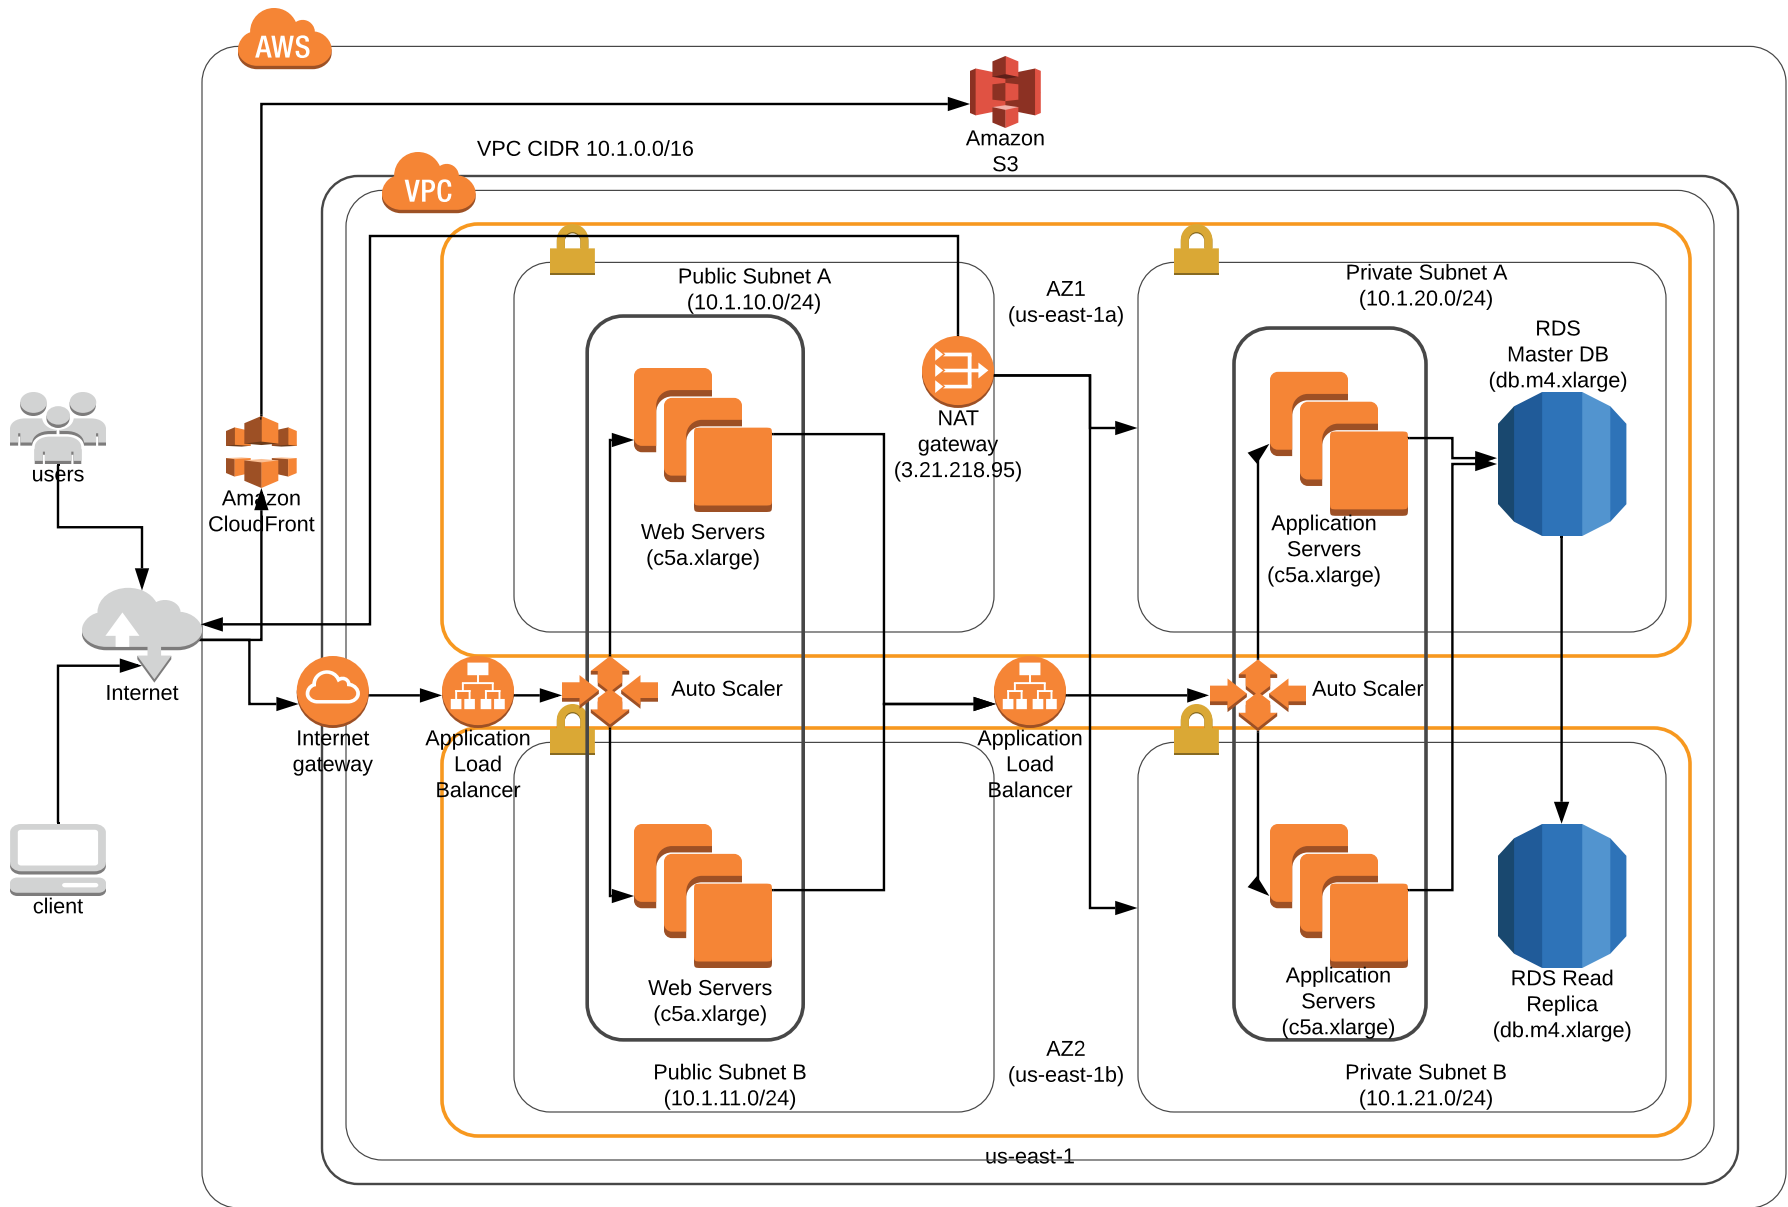 AWS
Amazon
S3
VPC CIDR 10.1.0.0/16
VPC
Public Subnet A
(10.1.10.0/24)
AZ1
(us-east-1a)
Private Subnet A
(10.1.20.0/24)
RDS
Master DB
(db.m4.xlarge)
users
Amazon
CloudFront
NAT
gateway
(3.21.218.95)
Web Servers
(c5a.xlarge)
Application
Servers
(c5a.xlarge)
Internet
Auto Scaler
Auto Scaler
Internet
gateway
Application
Load
Balancer
Application
Load
Balancer
client
Web Servers
(c5a.xlarge)
Application
Servers
(c5a.xlarge)
RDS Read
Replica
(db.m4.xlarge)
AZ2
(us-east-1b)
Public Subnet B
(10.1.11.0/24)
Private Subnet B
(10.1.21.0/24)
us-east-1